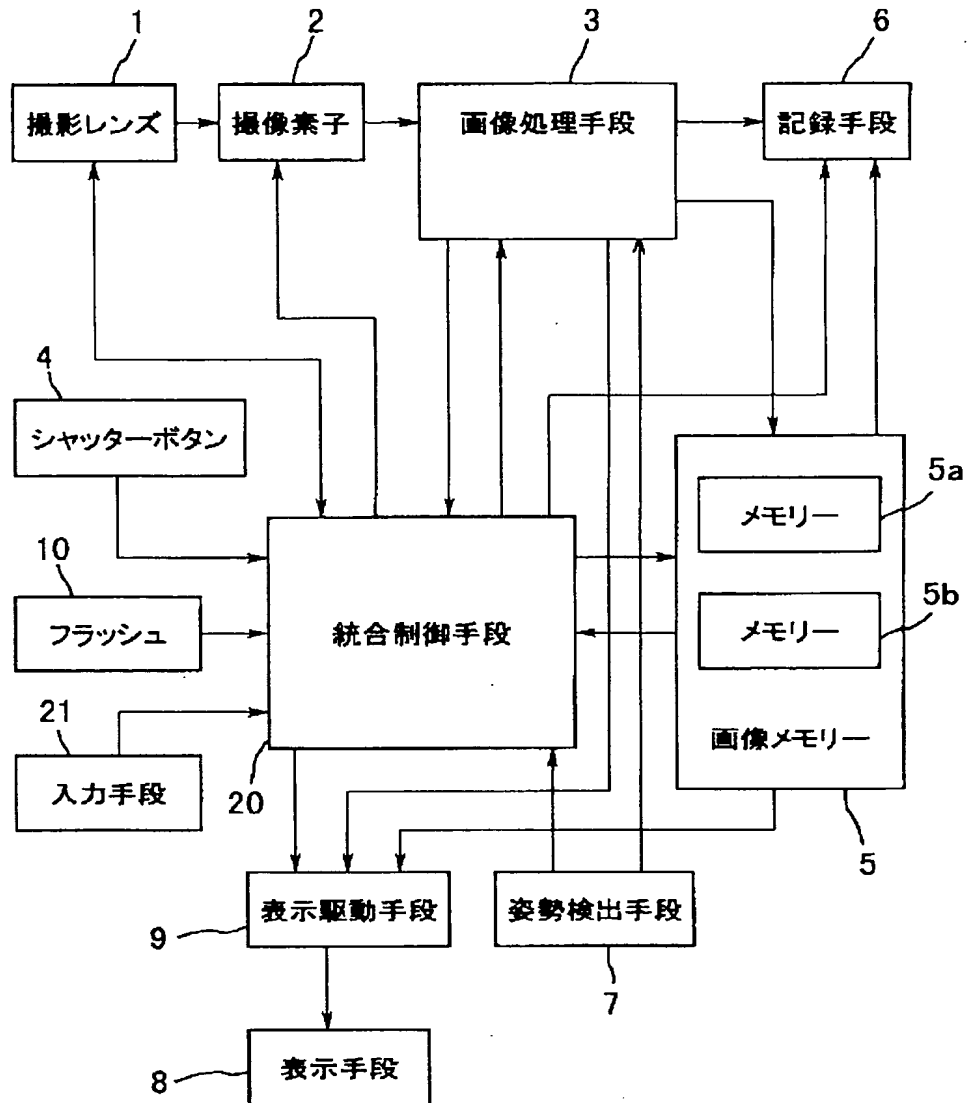 1
2
3
6
撮影レンズ
撮像素子
画像処理手段
記録手段
4
シャッターボタン
5a
メモリー
10
5b
フラッシュ
統合制御手段
メモリー
21
画像メモリー
入力手段
20
5
表示駆動手段
姿勢検出手段
9
7
表示手段
8